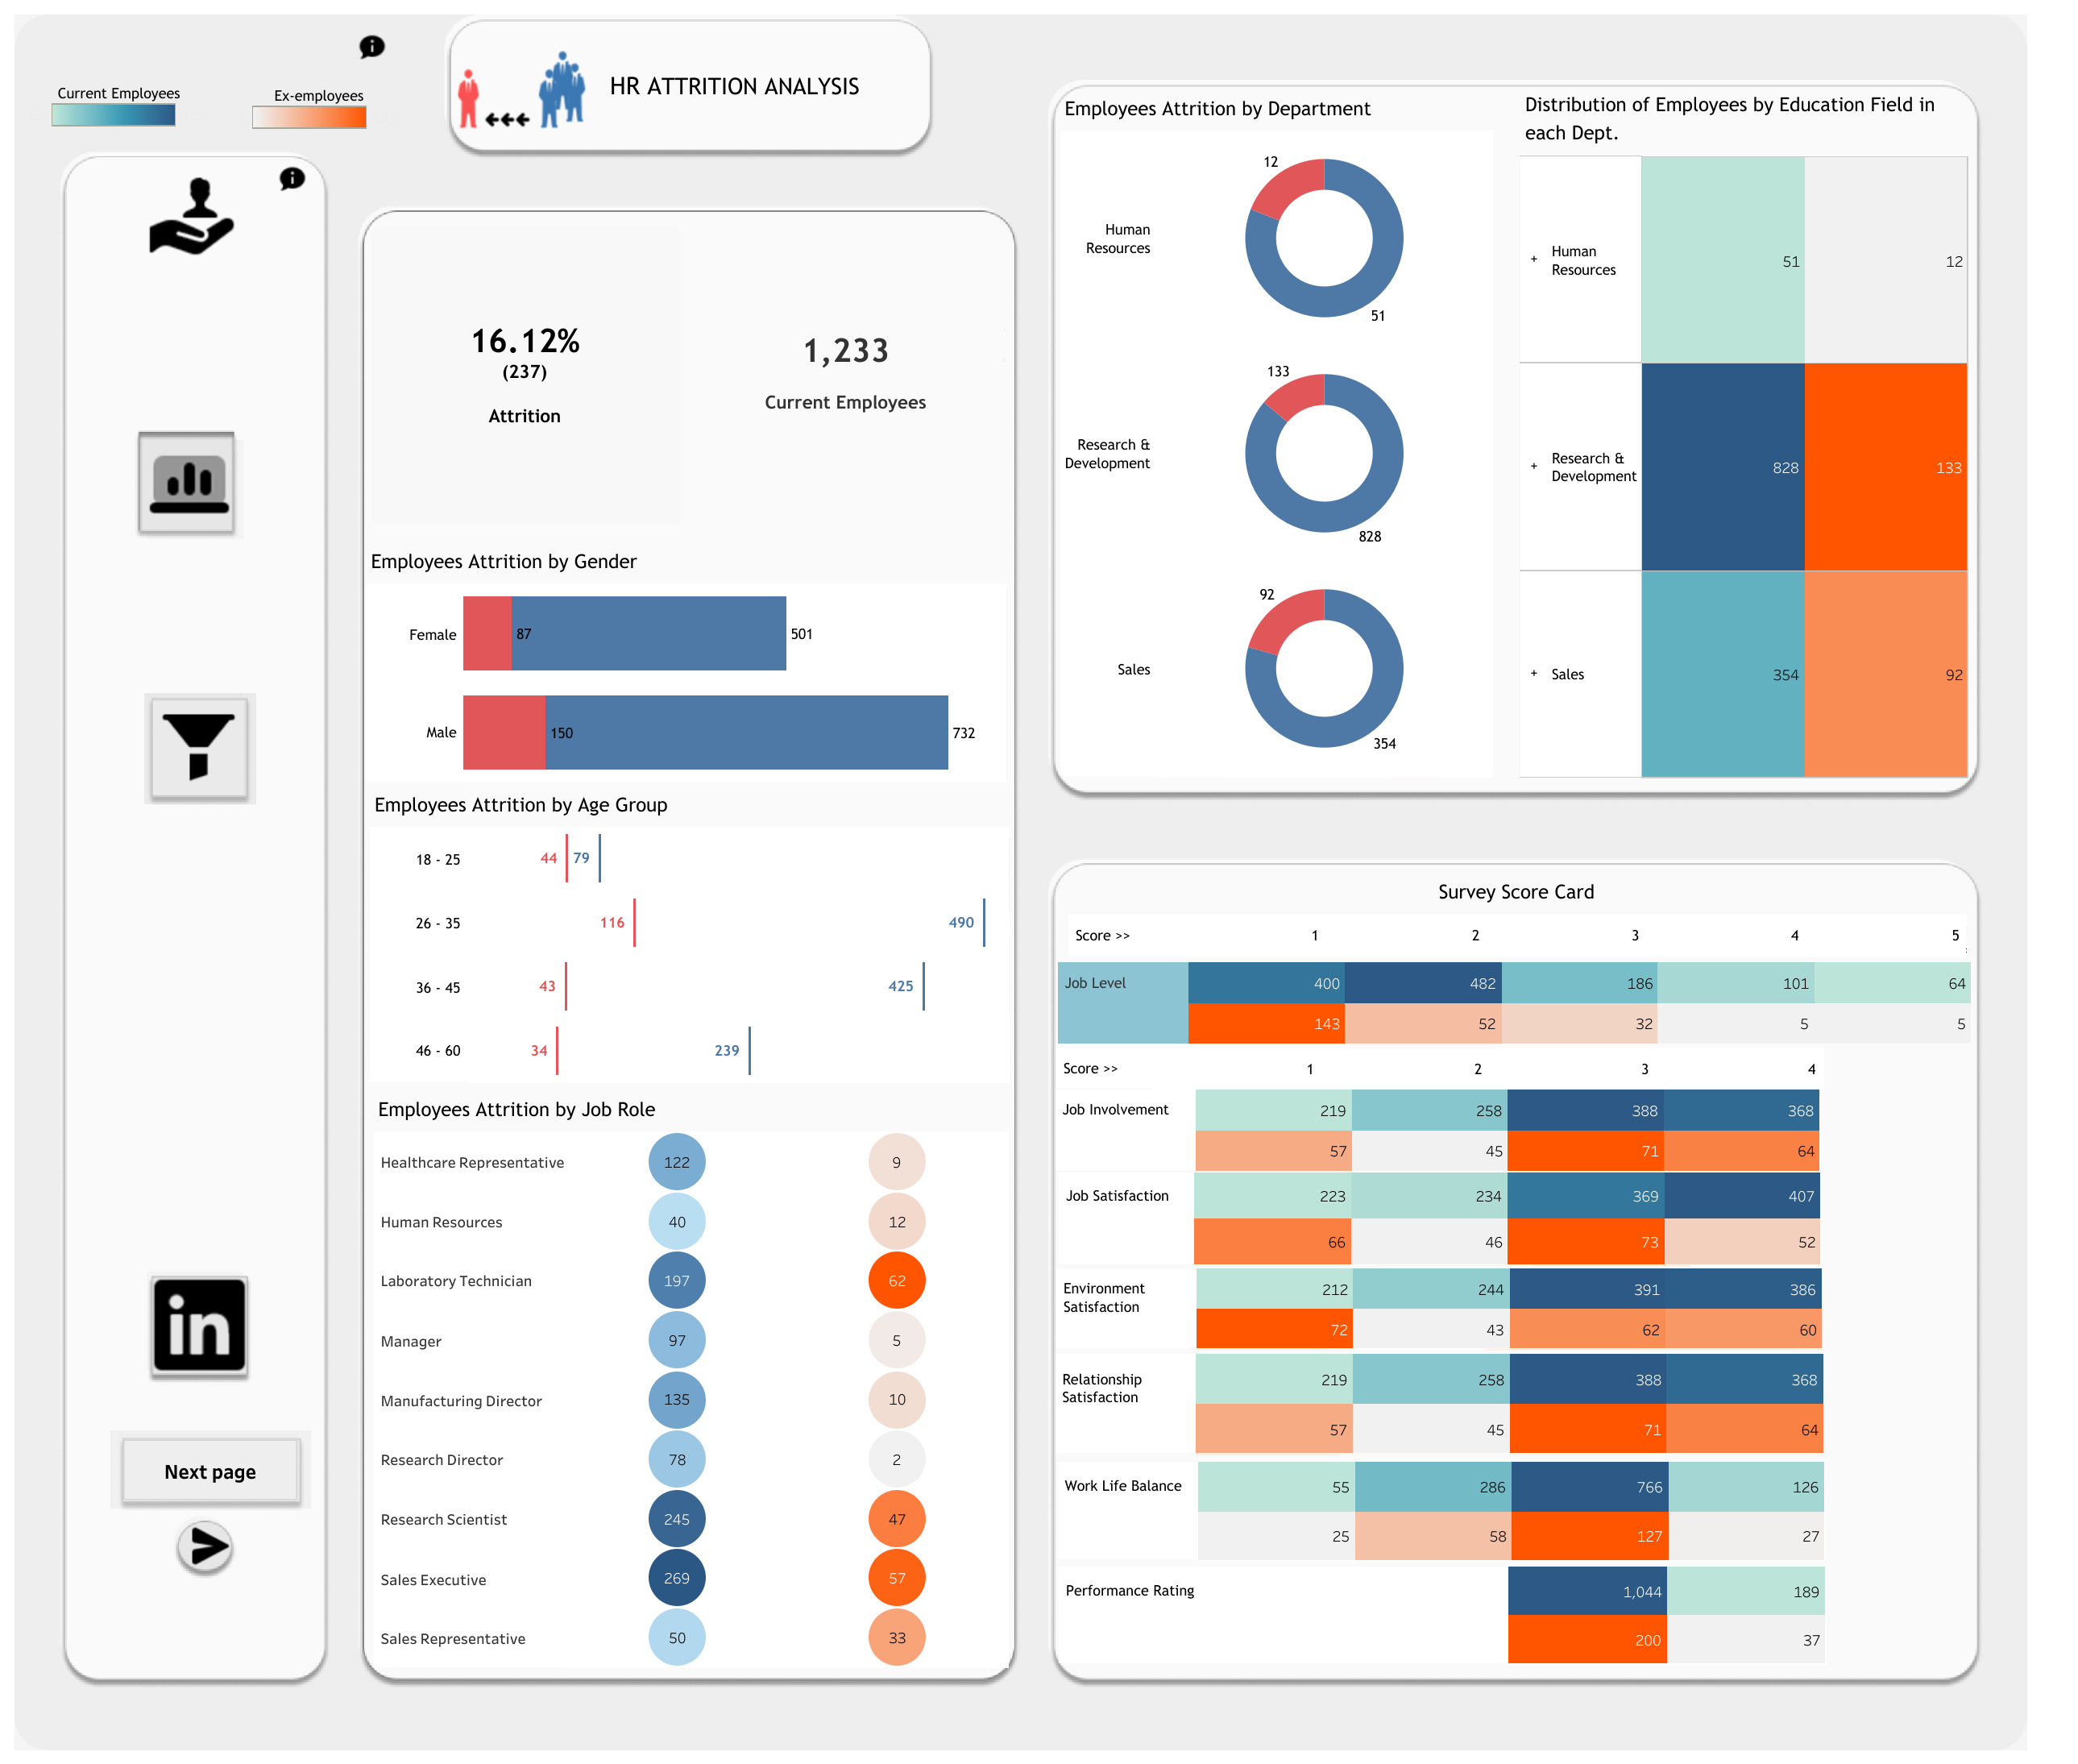 Current Employees
Ex-employees
HR ATTRITION ANALYSIS
in
Next page
16.12%
(237)
Attrition
1,233
Current Employees
Employees Attrition by Gender
Female
87
501
Male
150
732
Employees Attrition by Age Group
18 - 25
44
79
26 - 35
116
490
36 - 45
43
425
46 - 60
34
239
Employees Attrition by Job Role
Healthcare Representative 122 9
Human Resources 40 12
Laboratory Technician 197 62
Manager 97 5
Manufacturing Director 135 10
Research Director 78 2
Research Scientist 245 47
Sales Executive 269 57
Sales Representative 50 33
Employees Attrition by Department
12
Human
Resources
51
133
Research &
Development
828
92
Sales
354
Distribution of Employees by Education Field in
each Dept.
+ Human
Resources
51 12
+ Research &
Development
828 133
+ Sales 354 92
Survey Score Card
Score >> 1 2 3 4 5
Job Level 400 482 186 101 64
143 52 32 5 5
Score >> 1 2 3 4
Job Involvement 219 258 388 368
57 45 71 64
Job Satisfaction 223 234 369 407
66 46 73 52
Environment
Satisfaction
212 244 391 386
72 43 62 60
Relationship
Satisfaction
219 258 388 368
57 45 71 64
Work Life Balance 55 286 766 126
25 58 127 27
Performance Rating 1,044 189
200 37